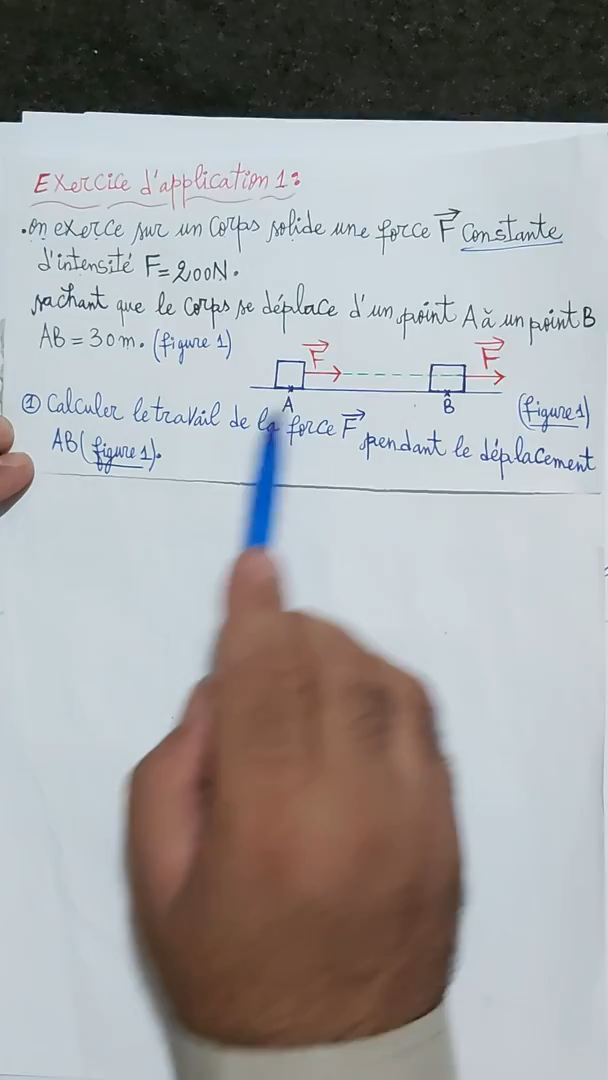 Exercice d'application 1:
.on exerce sur un corps solide une force F Constante
d'intensité F=200N.
sachant que le corps se déplace d'un point A à un point B
AB = 30m. (figure 1)
F F
A B (figure 1)
① Calculer le travail de la force F pendant le déplacement
AB (figure 1).